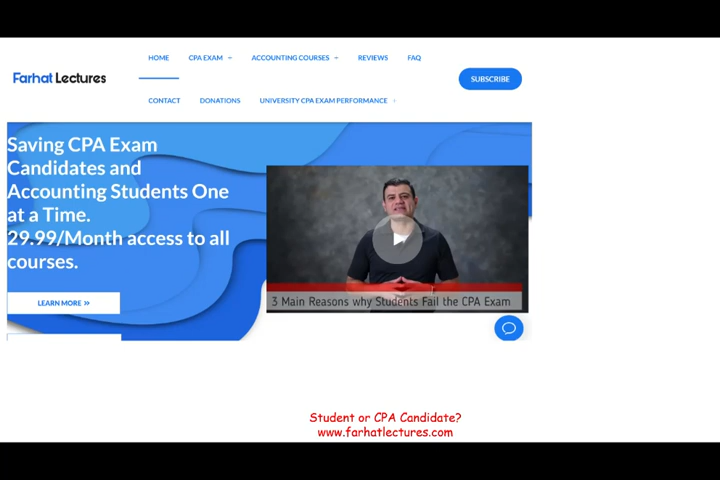 HOME CPA EXAM ACCOUNTING COURSES REVIEWS FAQ
Farhat Lectures
SUBSCRIBE
CONTACT DONATIONS UNIVERSITY CPA EXAM PERFORMANCE
Saving CPA Exam
Candidates and
Accounting Students One
at a Time.
29.99/Month access to all
courses.
LEARN MORE »
3 Main Reasons why Students Fail the CPA Exam
Student or CPA Candidate?
www.farhatlectures.com